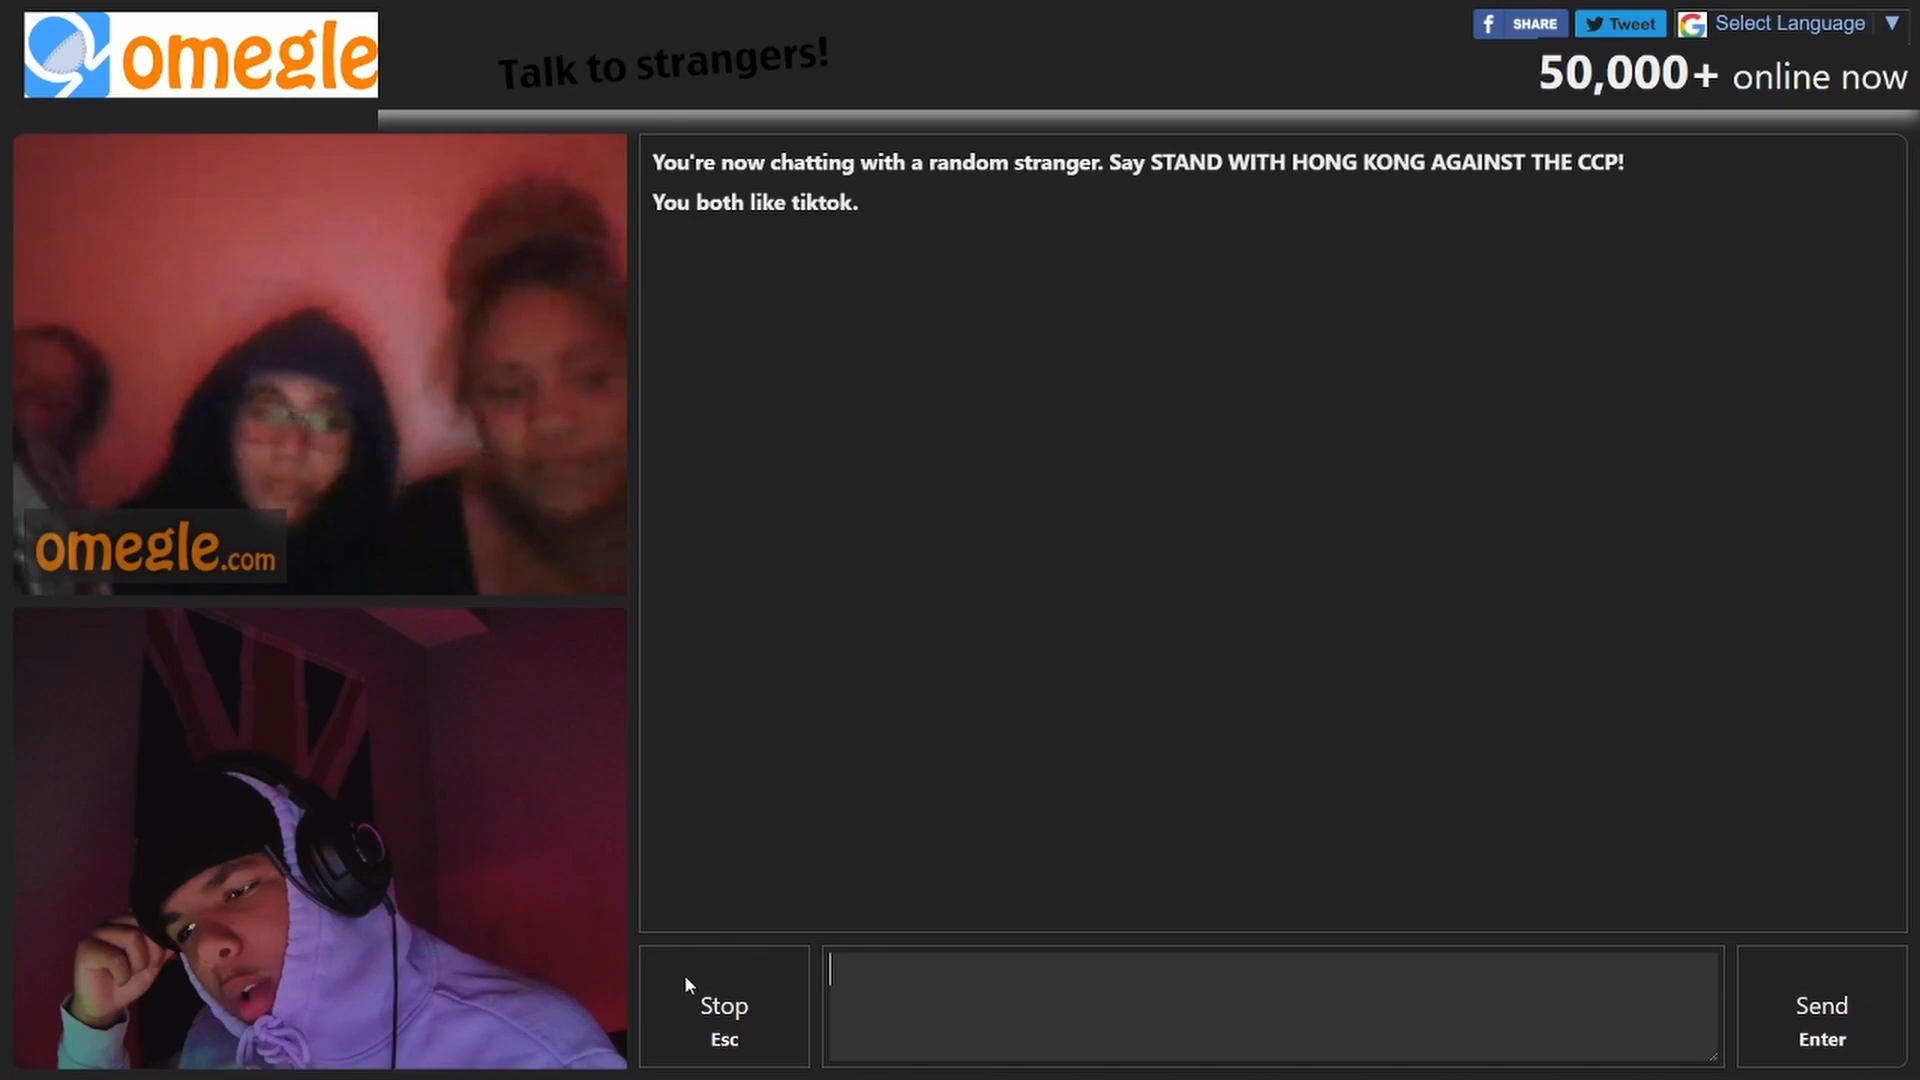 omegle
Talk to strangers!
f SHARE
Tweet
Select Language ▼
50,000+ online now
You're now chatting with a random stranger. Say STAND WITH HONG KONG AGAINST THE CCP!
You both like tiktok.
omegle.com
Stop
Esc
Send
Enter